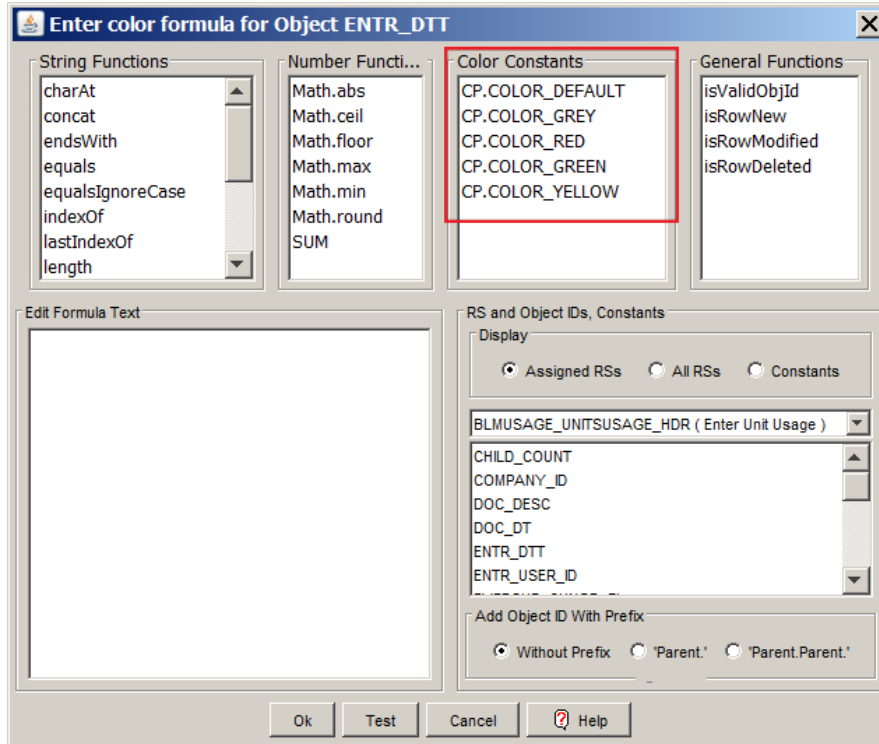 Enter color formula for Object ENTR_DTT
String Functions
charAt
concat
endsWith
equals
equalsIgnoreCase
indexOf
lastIndexOf
length
Number Functi...
Math.abs
Math.ceil
Math.floor
Math.max
Math.min
Math.round
SUM
Color Constants
CP.COLOR_DEFAULT
CP.COLOR_GREY
CP.COLOR_RED
CP.COLOR_GREEN
CP.COLOR_YELLOW
General Functions
isValidObjId
isRowNew
isRowModified
isRowDeleted
Edit Formula Text
RS and Object IDs, Constants
Display
Assigned RSs All RSs Constants
BLMUSAGE_UNITSUSAGE_HDR ( Enter Unit Usage )
CHILD_COUNT
COMPANY_ID
DOC_DESC
DOC_DT
ENTR_DTT
ENTR_USER_ID
Add Object ID With Prefix
Without Prefix 'Parent.' 'Parent.Parent.'
Ok Test Cancel Help